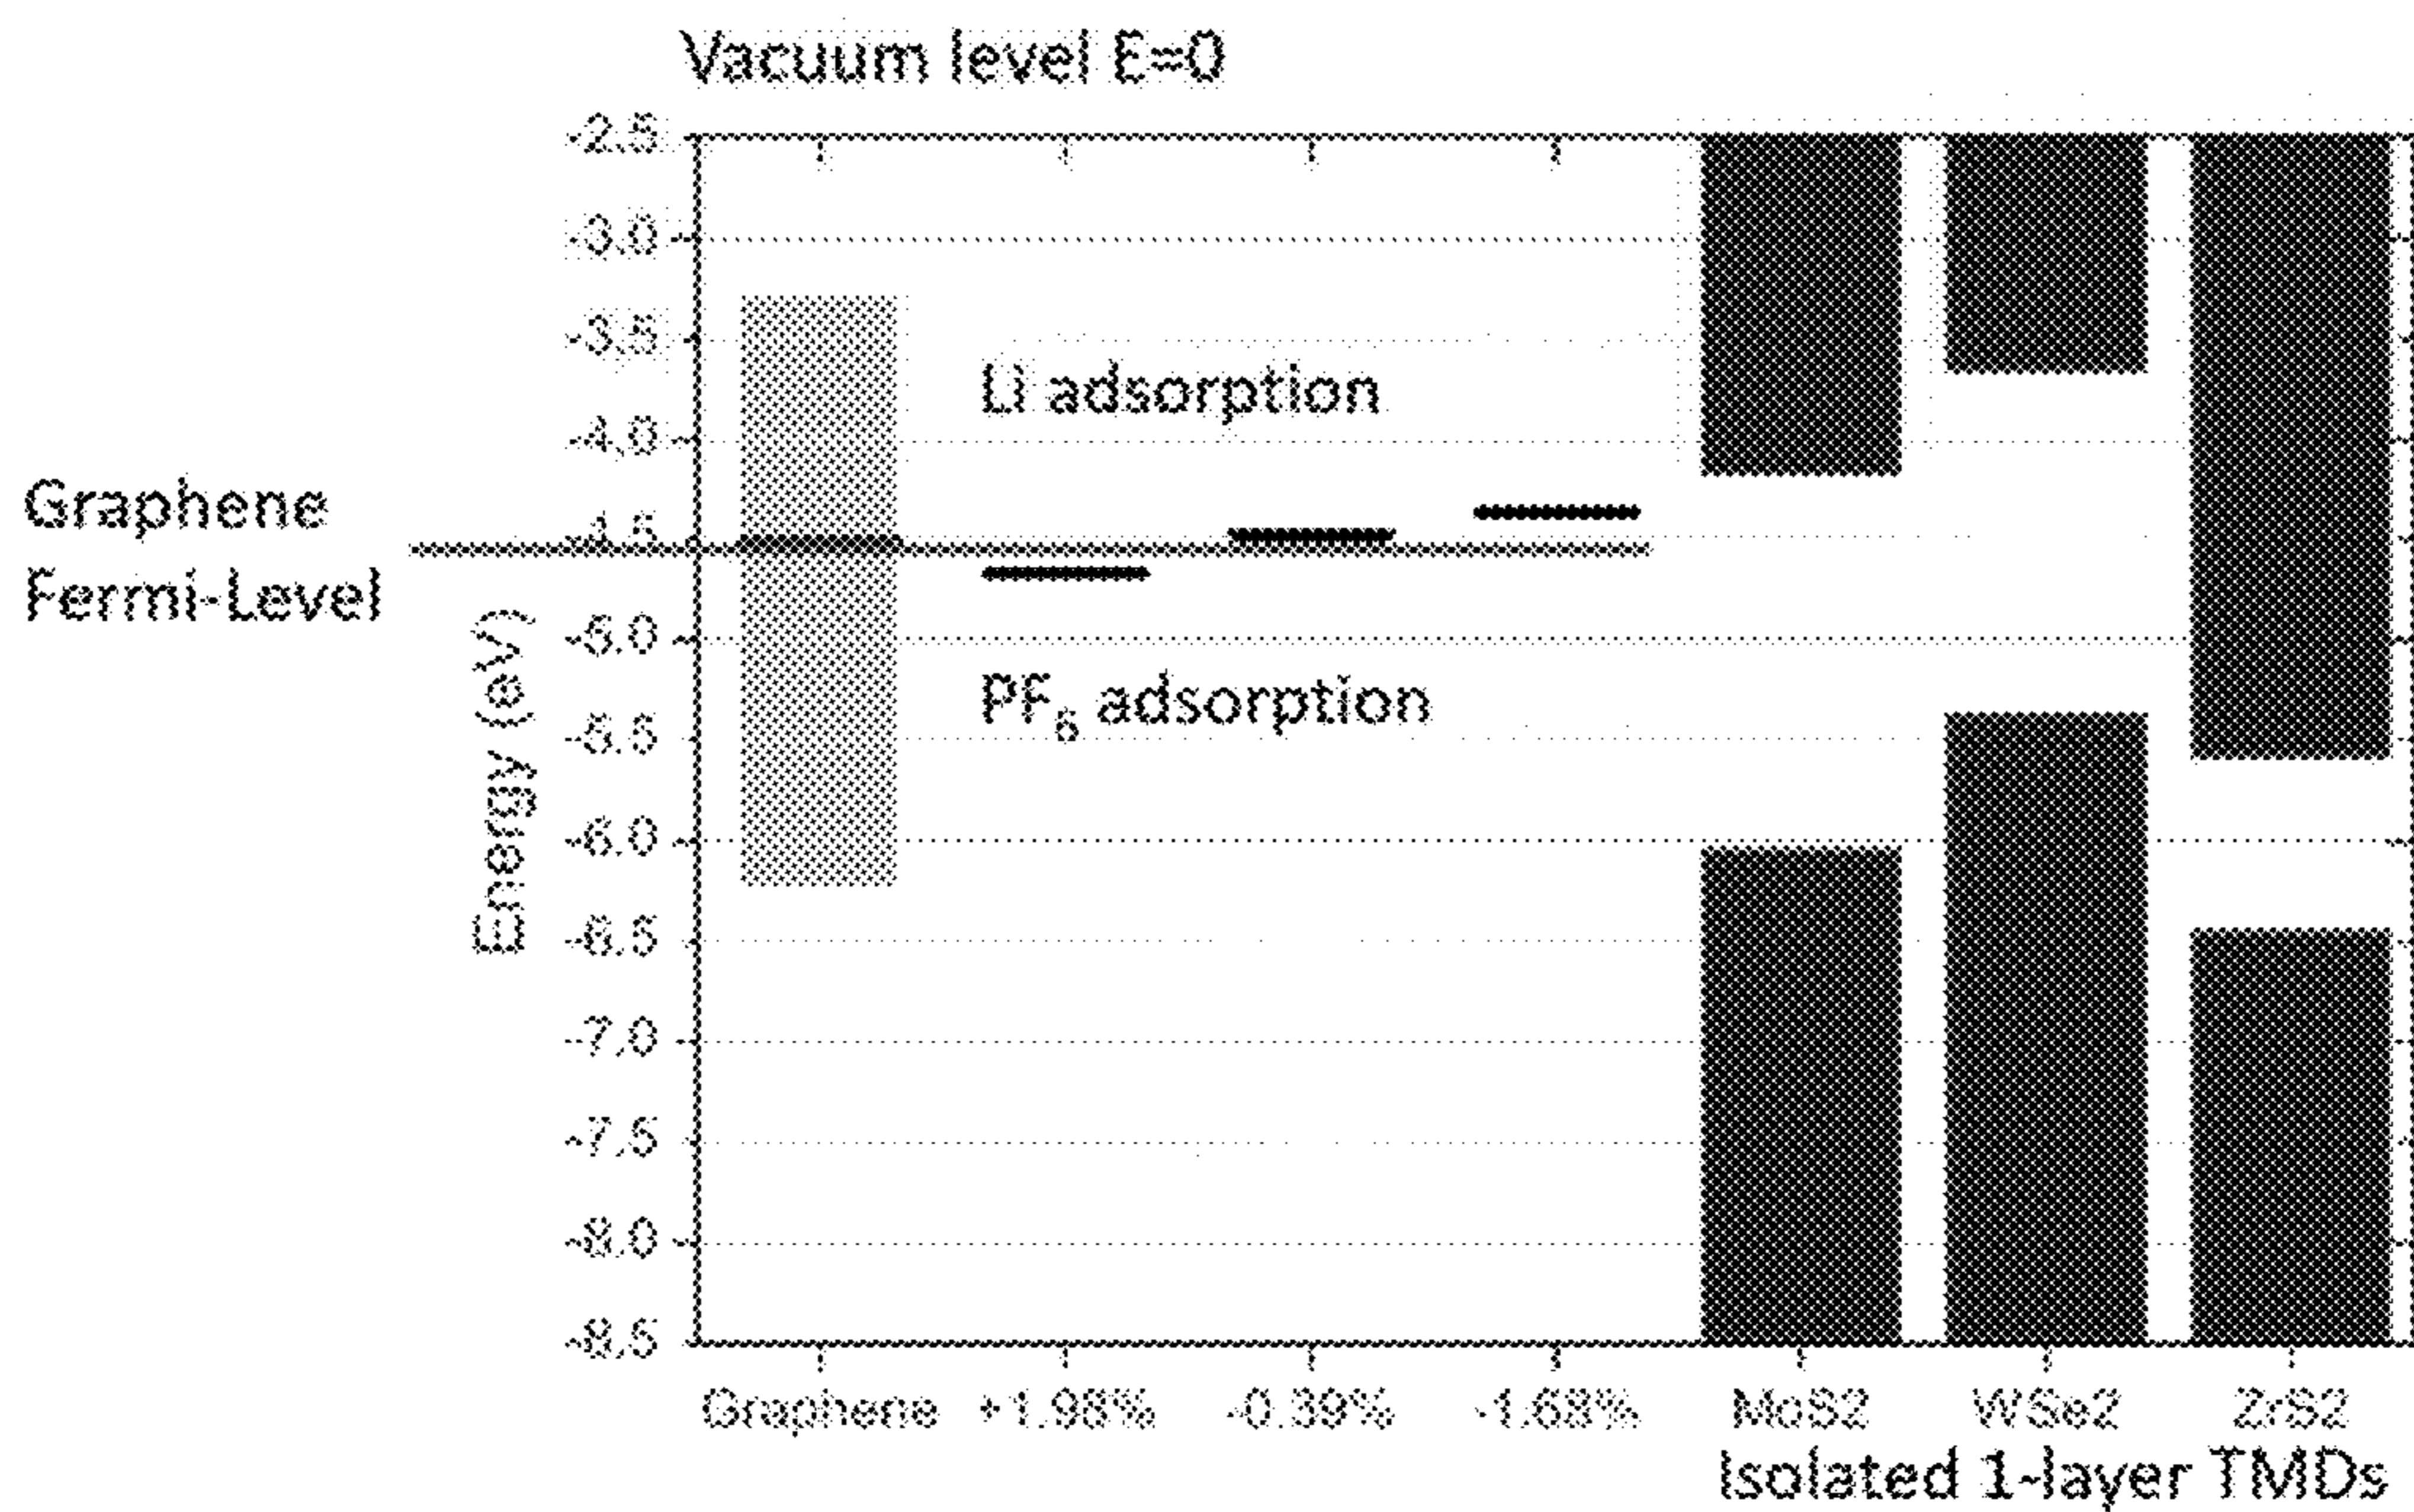 Vacuum level E=0
-2.5
-3.0
-3.5
Li adsorption
-4.0
Graphene
-4.5
Fermi-Level
-5.0
Energy (eV)
PF₆ adsorption
-5.5
-6.0
-6.5
-7.0
-7.5
-8.0
-8.5
Graphene +1.98% -0.39% -1.68% MoS2 WSe2 ZrS2
Isolated 1-layer TMDs